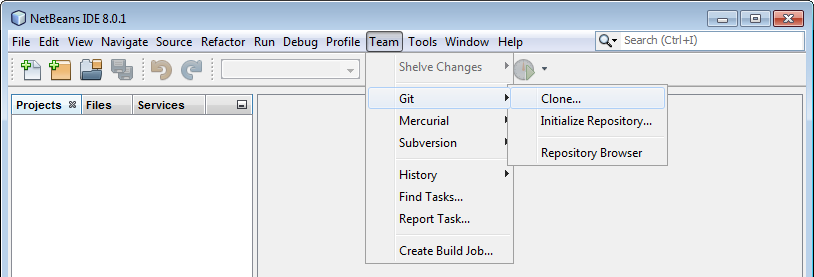 NetBeans IDE 8.0.1
File Edit View Navigate Source Refactor Run Debug Profile Team Tools Window Help
Search (Ctrl+I)
Shelve Changes
Projects Files Services
Git
Mercurial
Subversion
History
Find Tasks...
Report Task...
Create Build Job...
Clone...
Initialize Repository...
Repository Browser